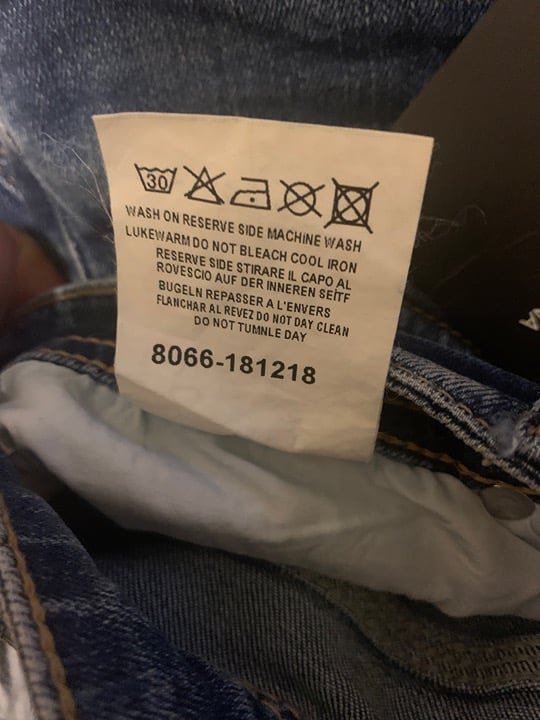 30
WASH ON RESERVE SIDE MACHINE WASH
LUKEWARM DO NOT BLEACH COOL IRON
RESERVE SIDE STIRARE IL CAPO AL
ROVESCIO AUF DER INNEREN SEITF
BUGELN REPASSER A L'ENVERS
FLANCHAR AL REVEZ DO NOT DAY CLEAN
DO NOT TUMNLE DAY
8066-181218